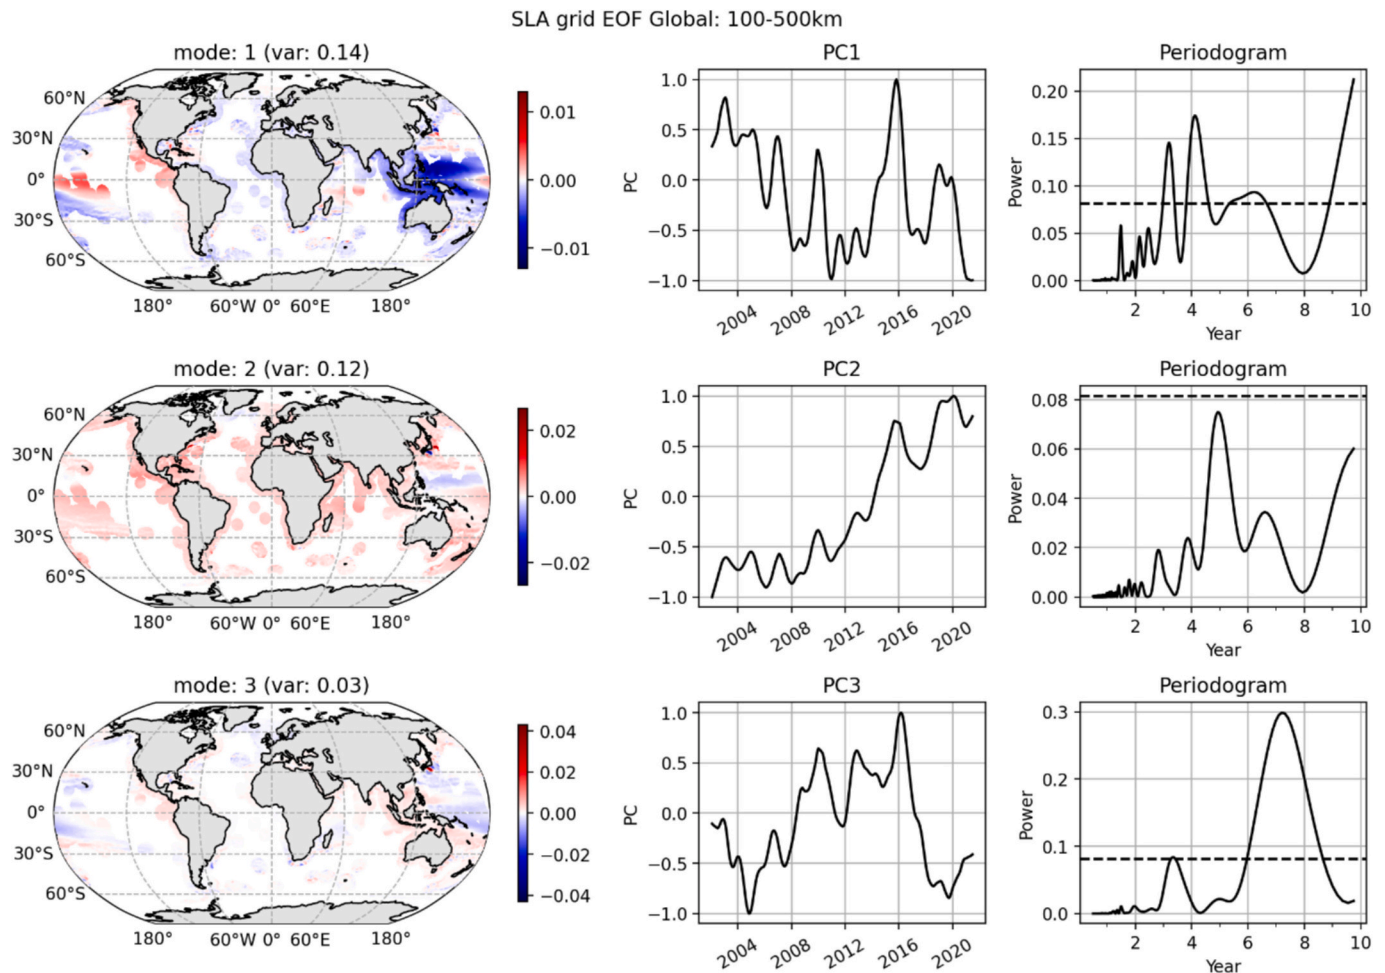 SLA grid EOF Global: 100-500km
mode: 1 (var: 0.14)
60°N
30°N
0°
30°S
60°S
180°
60°W 0° 60°E
180°
0.01
0.00
−0.01
PC1
PC
1.0
0.5
0.0
−0.5
−1.0
2004
2008
2012
2016
2020
Periodogram
Power
0.20
0.15
0.10
0.05
0.00
2
4
6
8
10
Year
mode: 2 (var: 0.12)
60°N
30°N
0°
30°S
60°S
180°
60°W 0° 60°E
180°
0.02
0.00
−0.02
PC2
PC
1.0
0.5
0.0
−0.5
−1.0
2004
2008
2012
2016
2020
Periodogram
Power
0.08
0.06
0.04
0.02
0.00
2
4
6
8
10
Year
mode: 3 (var: 0.03)
60°N
30°N
0°
30°S
60°S
180°
60°W 0° 60°E
180°
0.04
0.02
0.00
−0.02
−0.04
PC3
PC
1.0
0.5
0.0
−0.5
−1.0
2004
2008
2012
2016
2020
Periodogram
Power
0.3
0.2
0.1
0.0
2
4
6
8
10
Year